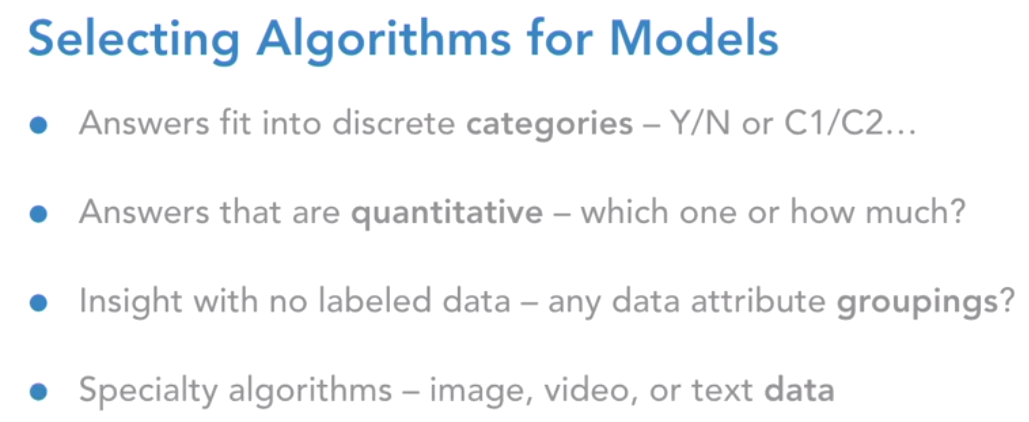 Selecting Algorithms for Models
● Answers fit into discrete categories – Y/N or C1/C2...
● Answers that are quantitative – which one or how much?
● Insight with no labeled data – any data attribute groupings?
● Specialty algorithms – image, video, or text data